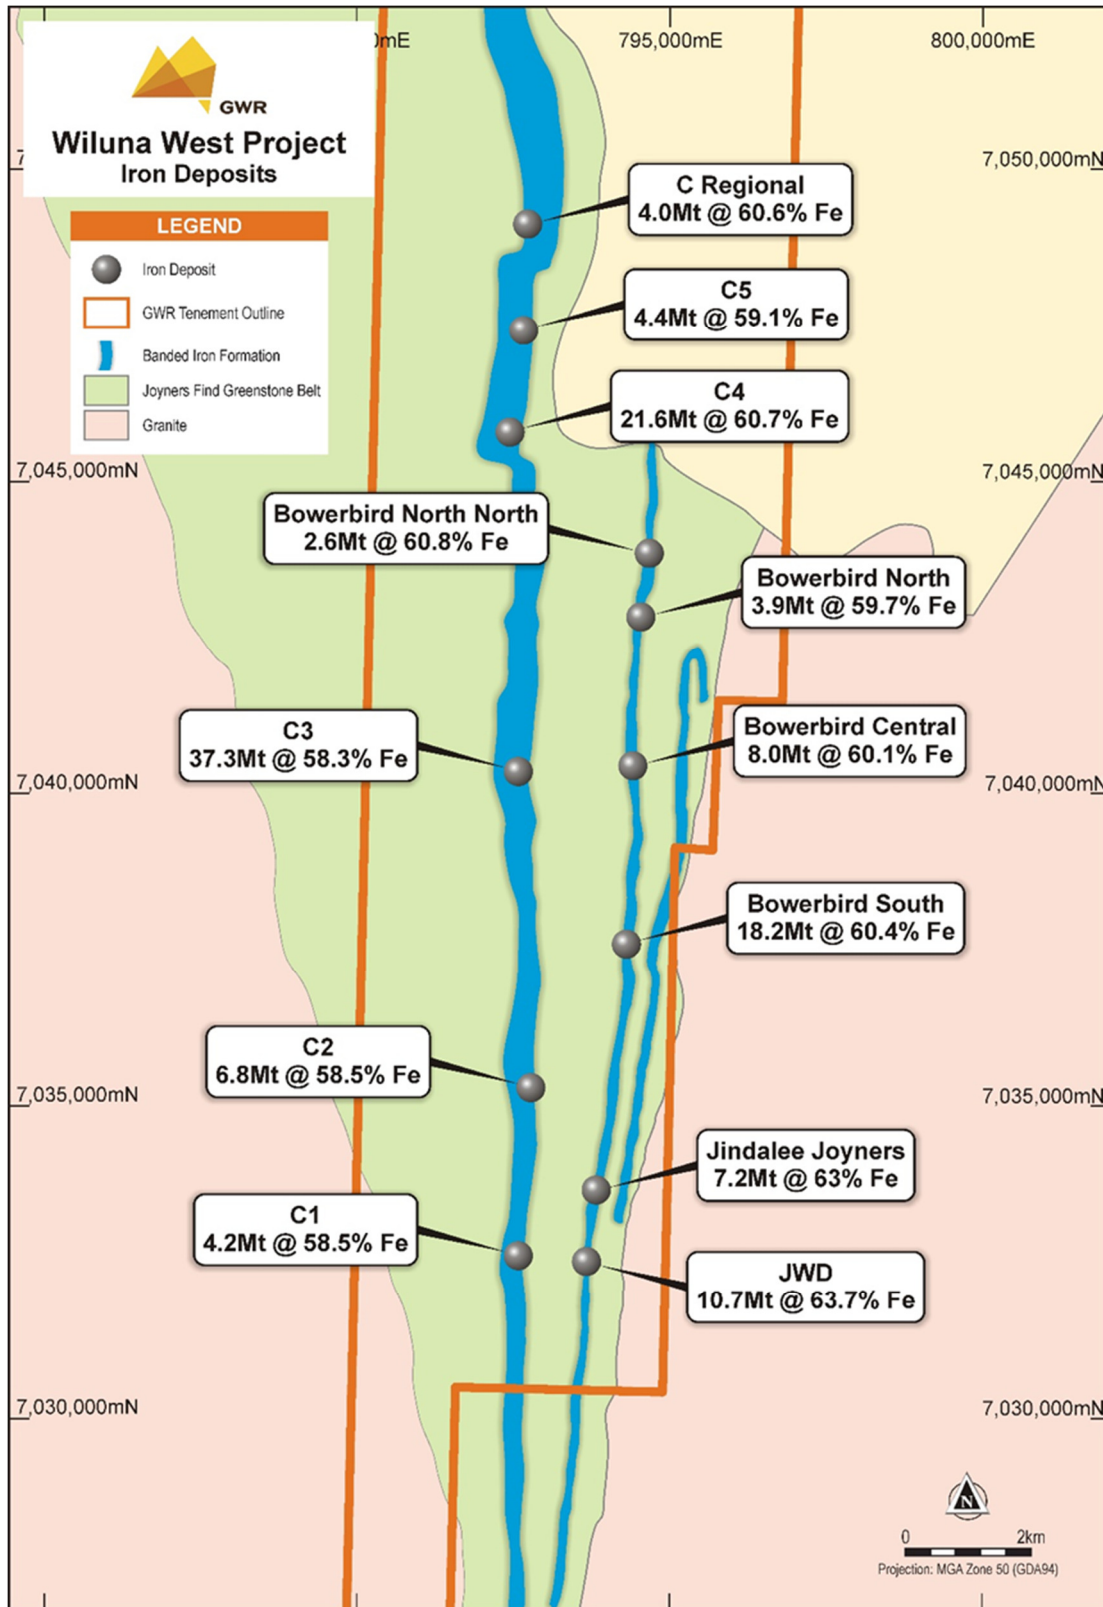 795,000mE
800,000mE
GWR
Wiluna West Project
Iron Deposits
LEGEND
Iron Deposit
GWR Tenement Outline
Banded Iron Formation
Joyners Find Greenstone Belt
Granite
7,050,000mN
C Regional
4.0Mt @ 60.6% Fe
C5
4.4Mt @ 59.1% Fe
C4
21.6Mt @ 60.7% Fe
7,045,000mN
7,045,000mN
Bowerbird North North
2.6Mt @ 60.8% Fe
Bowerbird North
3.9Mt @ 59.7% Fe
C3
37.3Mt @ 58.3% Fe
Bowerbird Central
8.0Mt @ 60.1% Fe
7,040,000mN
7,040,000mN
Bowerbird South
18.2Mt @ 60.4% Fe
C2
6.8Mt @ 58.5% Fe
7,035,000mN
7,035,000mN
Jindalee Joyners
7.2Mt @ 63% Fe
C1
4.2Mt @ 58.5% Fe
JWD
10.7Mt @ 63.7% Fe
7,030,000mN
7,030,000mN
N
0 2km
Projection: MGA Zone 50 (GDA94)